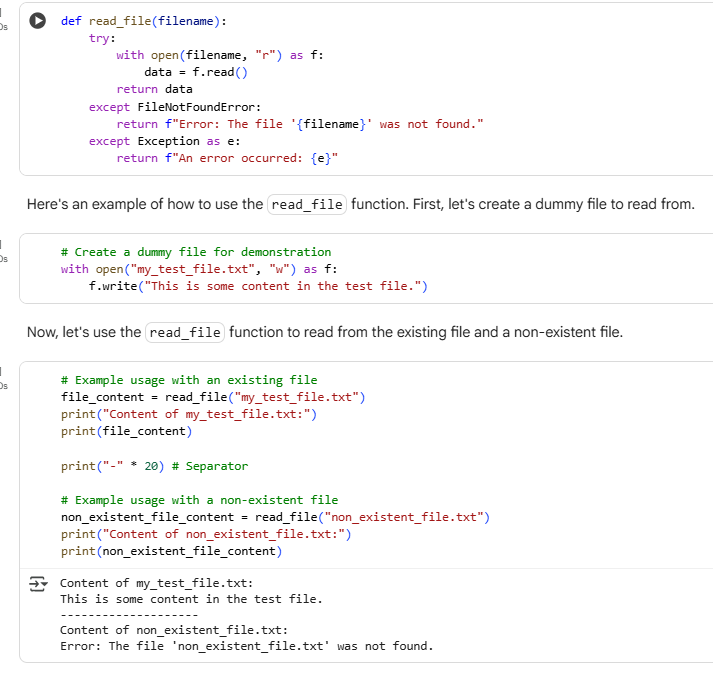 def read_file(filename):
    try:
        with open(filename, "r") as f:
            data = f.read()
        return data
    except FileNotFoundError:
        return f"Error: The file '{filename}' was not found."
    except Exception as e:
        return f"An error occurred: {e}"
Here's an example of how to use the read_file function. First, let's create a dummy file to read from.
# Create a dummy file for demonstration
with open("my_test_file.txt", "w") as f:
    f.write("This is some content in the test file.")
Now, let's use the read_file function to read from the existing file and a non-existent file.
# Example usage with an existing file
file_content = read_file("my_test_file.txt")
print("Content of my_test_file.txt:")
print(file_content)
print("-" * 20) # Separator
# Example usage with a non-existent file
non_existent_file_content = read_file("non_existent_file.txt")
print("Content of non_existent_file.txt:")
print(non_existent_file_content)
Content of my_test_file.txt:
This is some content in the test file.
--------------------
Content of non_existent_file.txt:
Error: The file 'non_existent_file.txt' was not found.